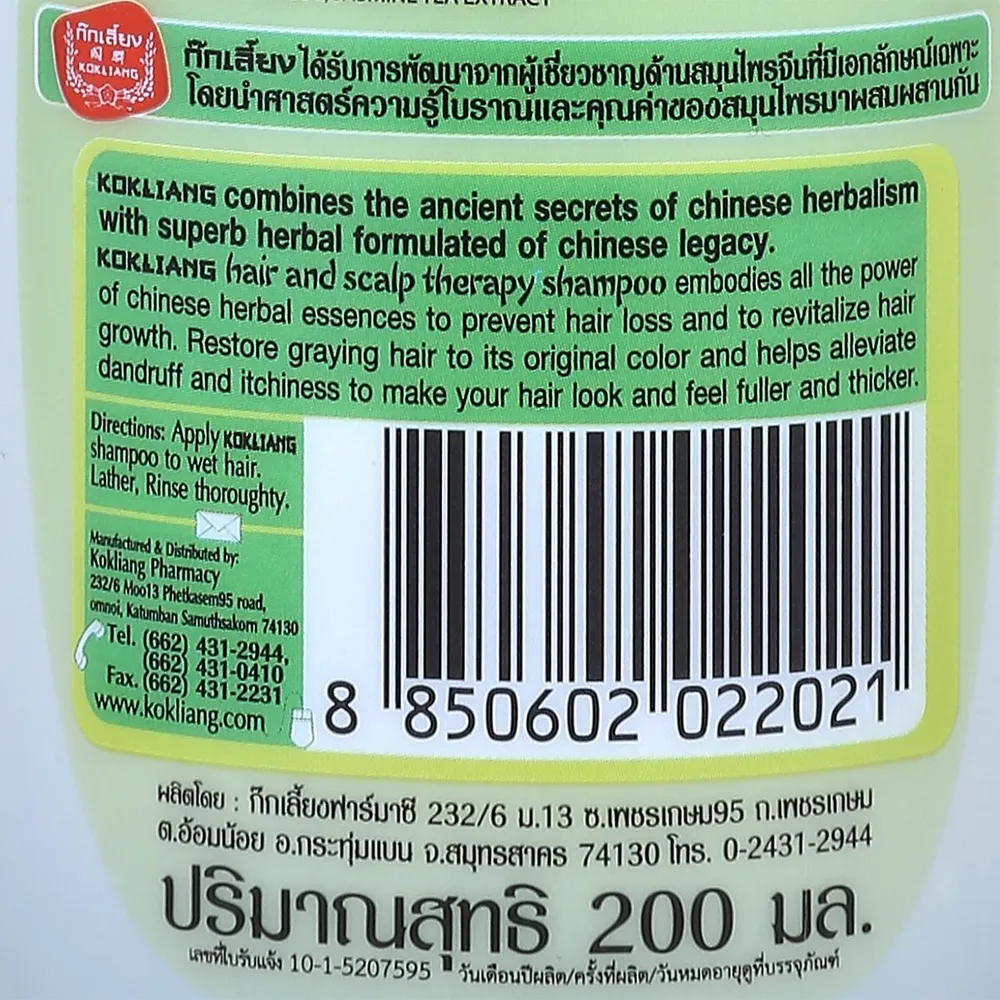 JASMINE TEA EXTRACT
ก๊กเลี้ยง
KOKLIANG
ก๊กเลี้ยงได้รับการพัฒนาจากผู้เชี่ยวชาญด้านสมุนไพรจีนที่มีเอกลักษณ์เฉพาะ
โดยนำศาสตร์ความรู้โบราณและคุณค่าของสมุนไพรมาผสมผสานกัน
KOKLIANG combines the ancient secrets of chinese herbalism
with superb herbal formulated of chinese legacy.
KOKLIANG hair and scalp therapy shampoo embodies all the power
of chinese herbal essences to prevent hair loss and to revitalize hair
growth. Restore graying hair to its original color and helps alleviate
dandruff and itchiness to make your hair look and feel fuller and thicker.
Directions: Apply KOKLIANG
shampoo to wet hair.
Lather, Rinse thoroughty.
Manufactured & Distributed by:
Kokliang Pharmacy
232/6 Moo13 Phetkasem95 road,
omnoi, Katumban Samuthsakorn 74130
Tel. (662) 431-2944,
(662) 431-0410
Fax. (662) 431-2231
www.kokliang.com
8 850602 022021
ผลิตโดย : ก๊กเลี้ยงฟาร์มาซี 232/6 ม.13 ซ.เพชรเกษม95 ถ.เพชรเกษม
ต.อ้อมน้อย อ.กระทุ่มแบน จ.สมุทรสาคร 74130 โทร. 0-2431-2944
ปริมาณสุทธิ 200 มล.
เลขที่ใบรับแจ้ง 10-1-5207595 วันเดือนปีผลิต/ครั้งที่ผลิต/วันหมดอายุดูที่บรรจุภัณฑ์